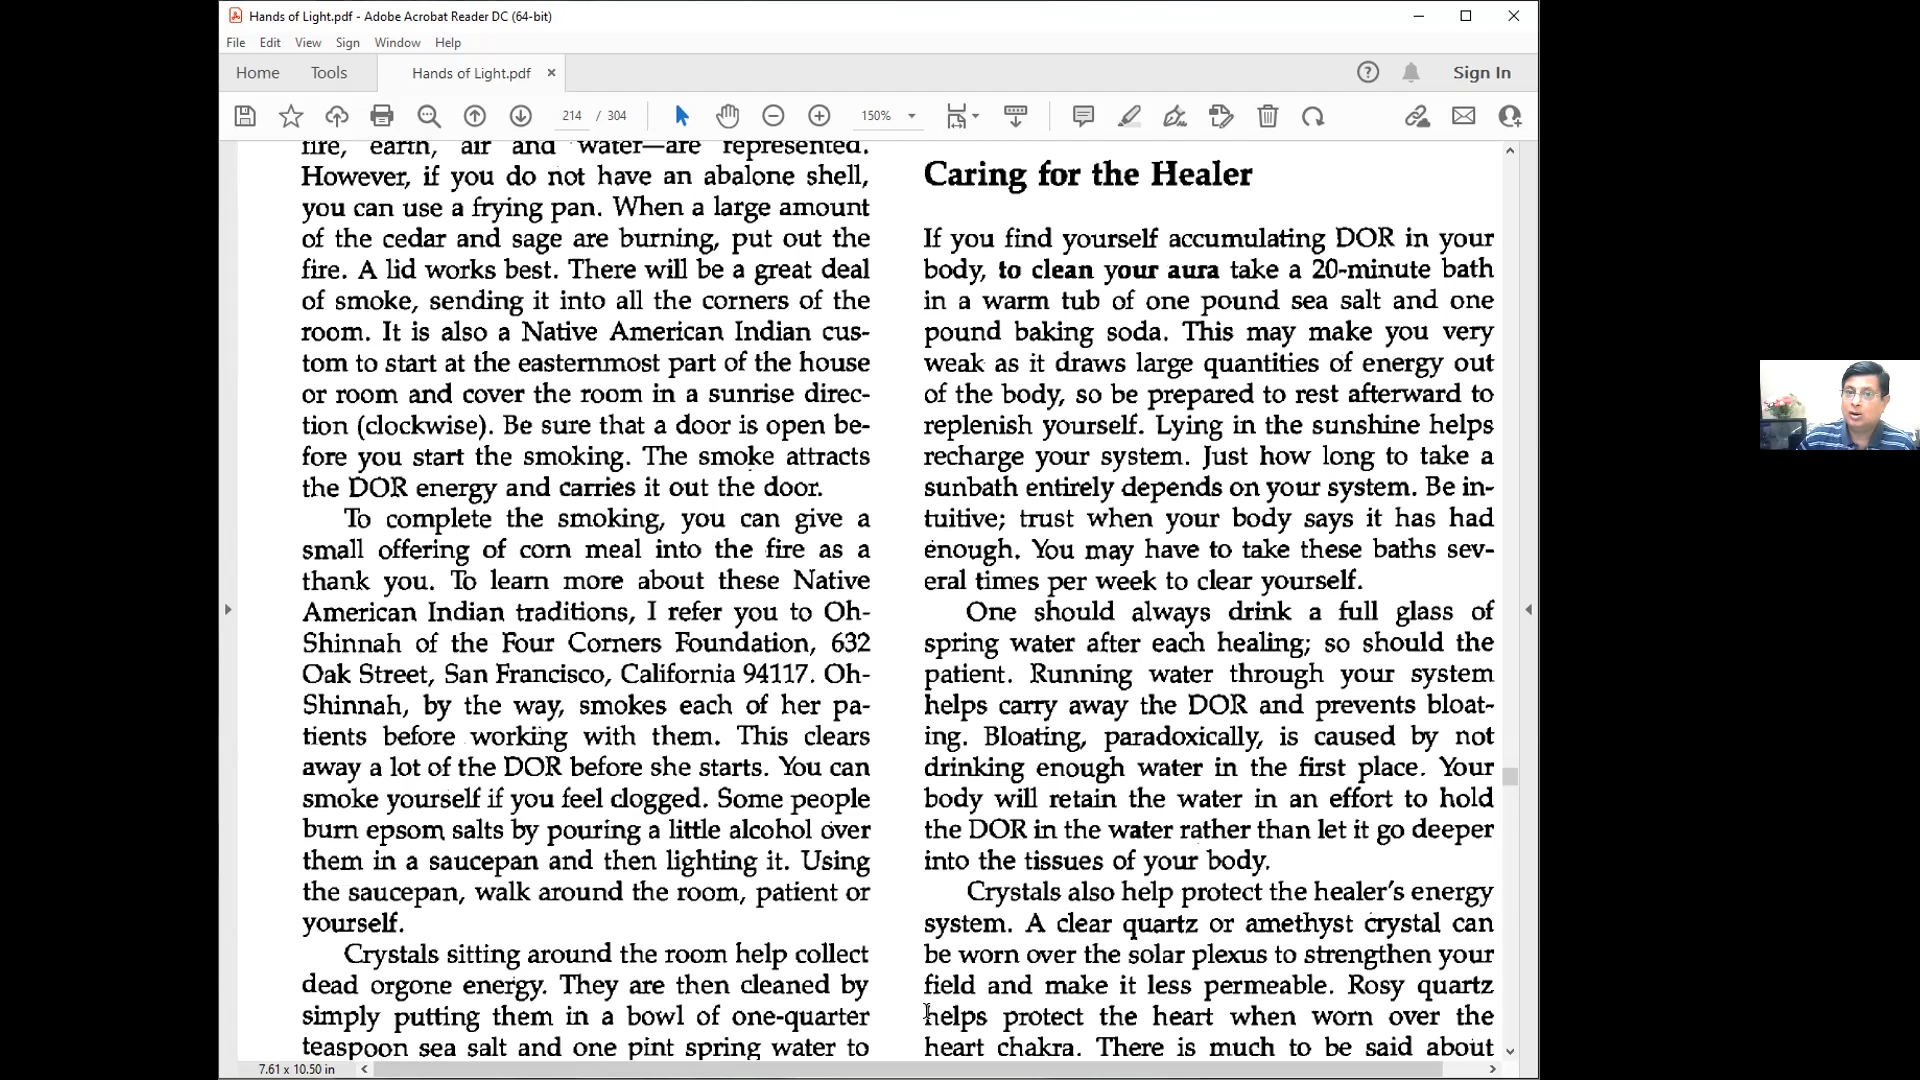 Hands of Light.pdf - Adobe Acrobat Reader DC (64-bit)
File Edit View Sign Window Help
Home Tools Hands of Light.pdf × Sign In
214 / 304 150%
fire, earth, air and water—are represented.
However, if you do not have an abalone shell,
you can use a frying pan. When a large amount
of the cedar and sage are burning, put out the
fire. A lid works best. There will be a great deal
of smoke, sending it into all the corners of the
room. It is also a Native American Indian cus-
tom to start at the easternmost part of the house
or room and cover the room in a sunrise direc-
tion (clockwise). Be sure that a door is open be-
fore you start the smoking. The smoke attracts
the DOR energy and carries it out the door.
To complete the smoking, you can give a
small offering of corn meal into the fire as a
thank you. To learn more about these Native
American Indian traditions, I refer you to Oh-
Shinnah of the Four Corners Foundation, 632
Oak Street, San Francisco, California 94117. Oh-
Shinnah, by the way, smokes each of her pa-
tients before working with them. This clears
away a lot of the DOR before she starts. You can
smoke yourself if you feel clogged. Some people
burn epsom salts by pouring a little alcohol over
them in a saucepan and then lighting it. Using
the saucepan, walk around the room, patient or
yourself.
Crystals sitting around the room help collect
dead orgone energy. They are then cleaned by
simply putting them in a bowl of one-quarter
teaspoon sea salt and one pint spring water to
Caring for the Healer
If you find yourself accumulating DOR in your
body, to clean your aura take a 20-minute bath
in a warm tub of one pound sea salt and one
pound baking soda. This may make you very
weak as it draws large quantities of energy out
of the body, so be prepared to rest afterward to
replenish yourself. Lying in the sunshine helps
recharge your system. Just how long to take a
sunbath entirely depends on your system. Be in-
tuitive; trust when your body says it has had
enough. You may have to take these baths sev-
eral times per week to clear yourself.
One should always drink a full glass of
spring water after each healing; so should the
patient. Running water through your system
helps carry away the DOR and prevents bloat-
ing. Bloating, paradoxically, is caused by not
drinking enough water in the first place. Your
body will retain the water in an effort to hold
the DOR in the water rather than let it go deeper
into the tissues of your body.
Crystals also help protect the healer's energy
system. A clear quartz or amethyst crystal can
be worn over the solar plexus to strengthen your
field and make it less permeable. Rosy quartz
helps protect the heart when worn over the
heart chakra. There is much to be said about
7.61 x 10.50 in